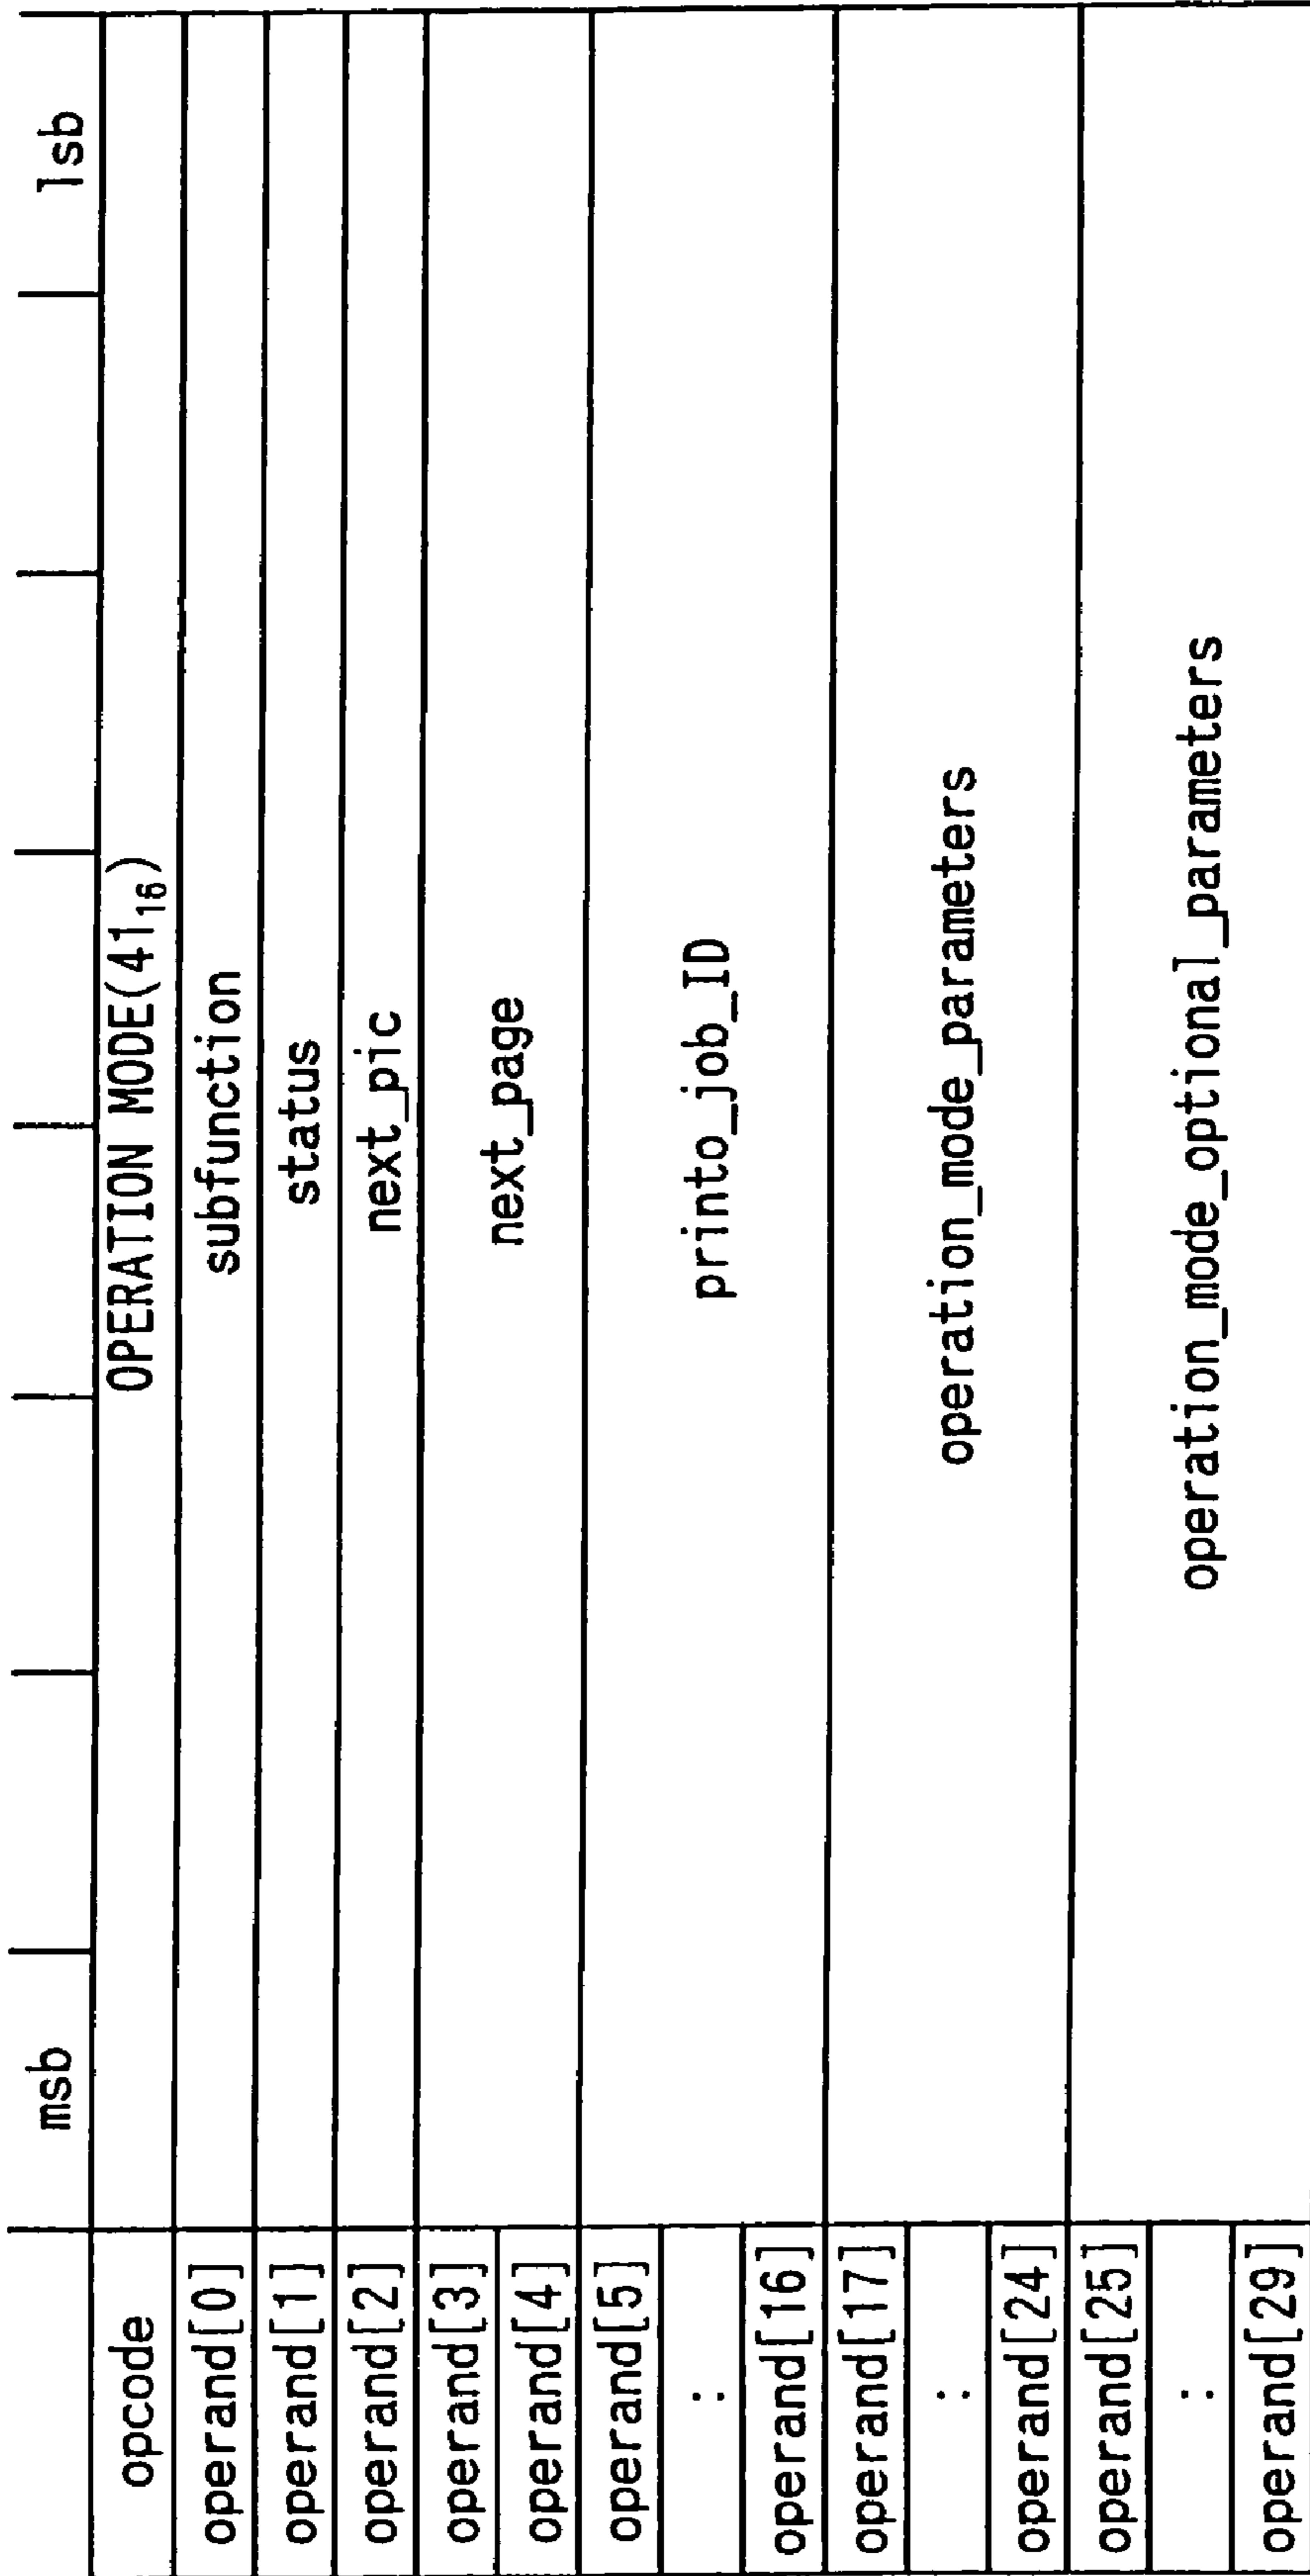 msb lsb
opcode OPERATION MODE(41₁₆)
operand[0] subfunction
operand[1] status
operand[2] next_pic
operand[3] next_page
operand[4]
operand[5] printo_job_ID
:
operand[16]
operand[17] operation_mode_parameters
:
operand[24]
operand[25] operation_mode_optional_parameters
:
operand[29]